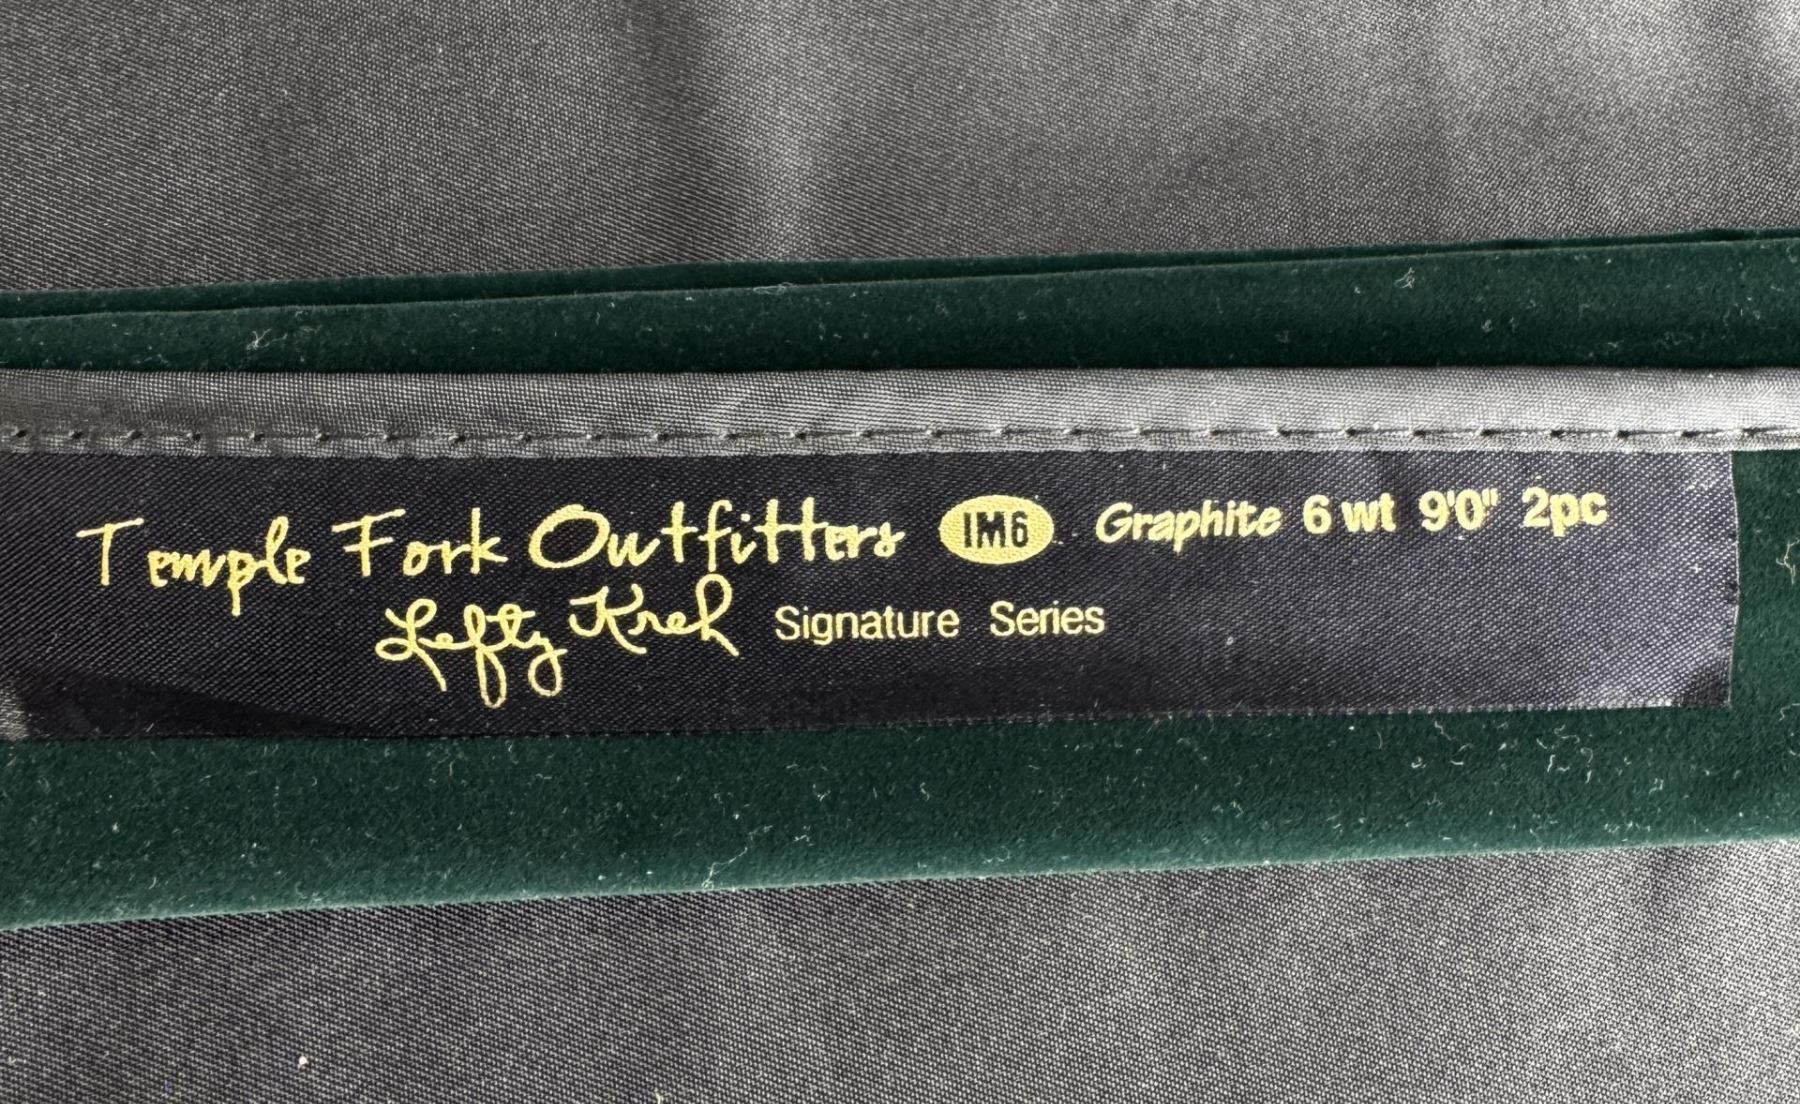 Temple Fork Outfitters IM6 Graphite 6 wt 9'0" 2pc
Lefty Kreh Signature Series